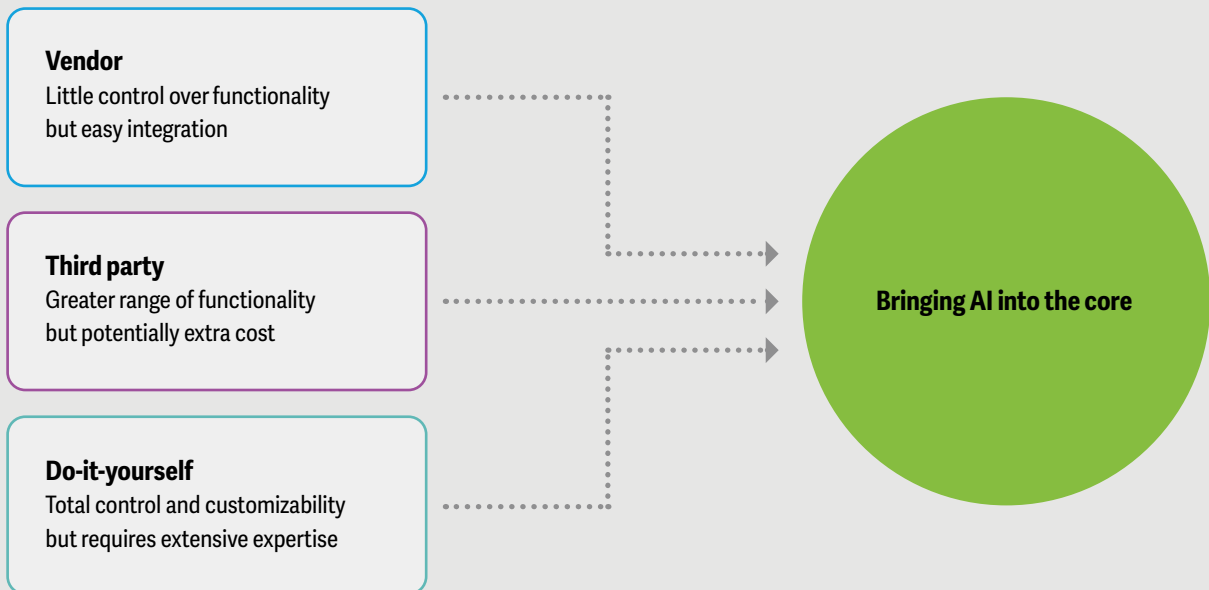 Vendor
Little control over functionality
but easy integration
Third party
Greater range of functionality
but potentially extra cost
Do-it-yourself
Total control and customizability
but requires extensive expertise
Bringing AI into the core